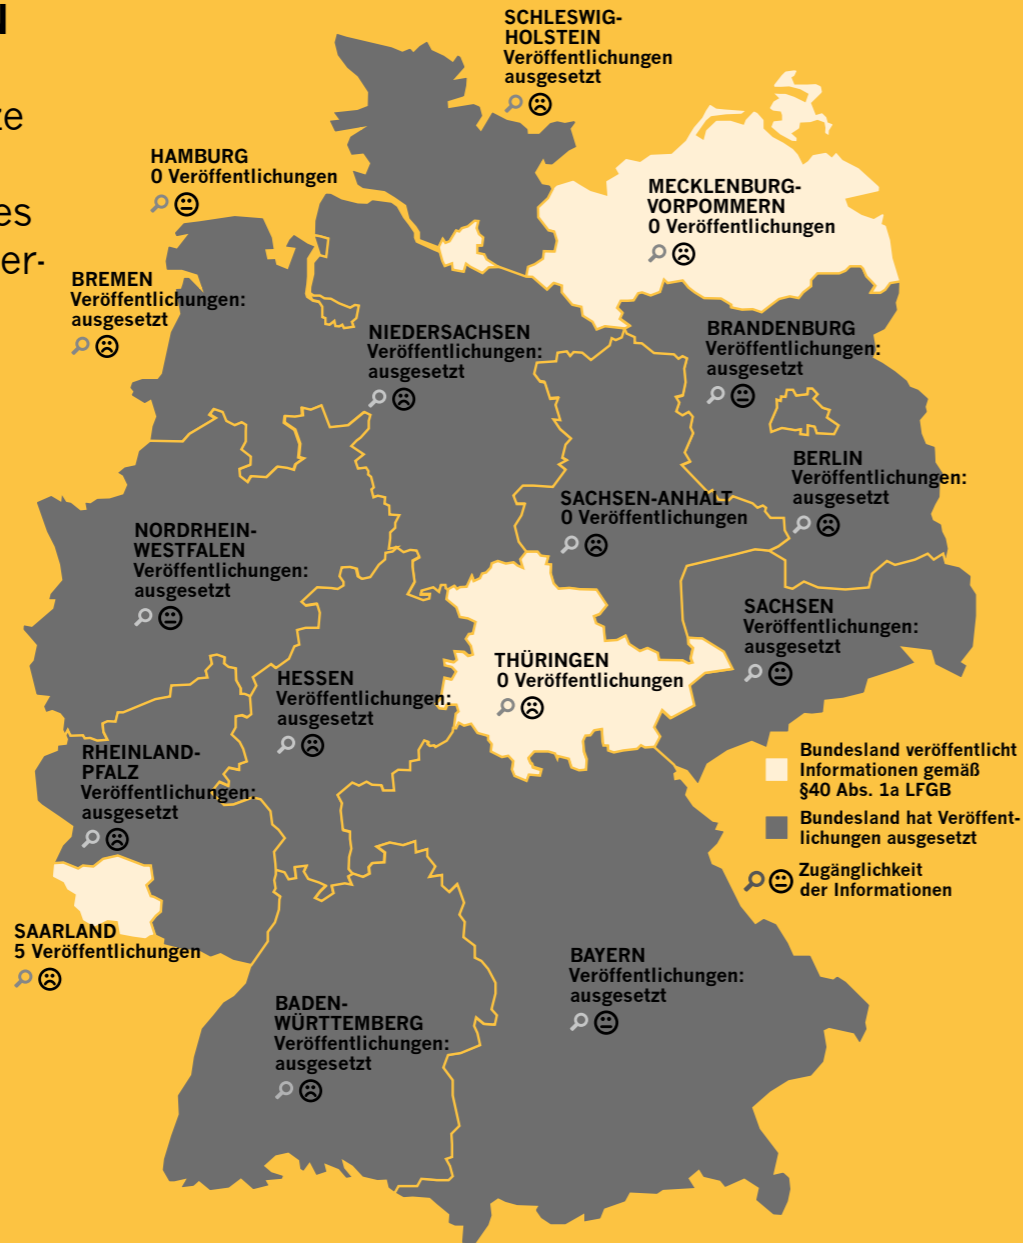 ze
es
er-
SCHLESWIG-
HOLSTEIN
Veröffentlichungen
ausgesetzt
HAMBURG
0 Veröffentlichungen
MECKLENBURG-
VORPOMMERN
0 Veröffentlichungen
BREMEN
Veröffentlichungen:
ausgesetzt
NIEDERSACHSEN
Veröffentlichungen:
ausgesetzt
BRANDENBURG
Veröffentlichungen:
ausgesetzt
BERLIN
Veröffentlichungen:
ausgesetzt
SACHSEN-ANHALT
0 Veröffentlichungen
NORDRHEIN-
WESTFALEN
Veröffentlichungen:
ausgesetzt
SACHSEN
Veröffentlichungen:
ausgesetzt
THÜRINGEN
0 Veröffentlichungen
HESSEN
Veröffentlichungen:
ausgesetzt
RHEINLAND-
PFALZ
Veröffentlichungen:
ausgesetzt
Bundesland veröffentlicht
Informationen gemäß
§40 Abs. 1a LFGB
Bundesland hat Veröffent-
lichungen ausgesetzt
Zugänglichkeit
der Informationen
SAARLAND
5 Veröffentlichungen
BAYERN
Veröffentlichungen:
ausgesetzt
BADEN-
WÜRTTEMBERG
Veröffentlichungen:
ausgesetzt